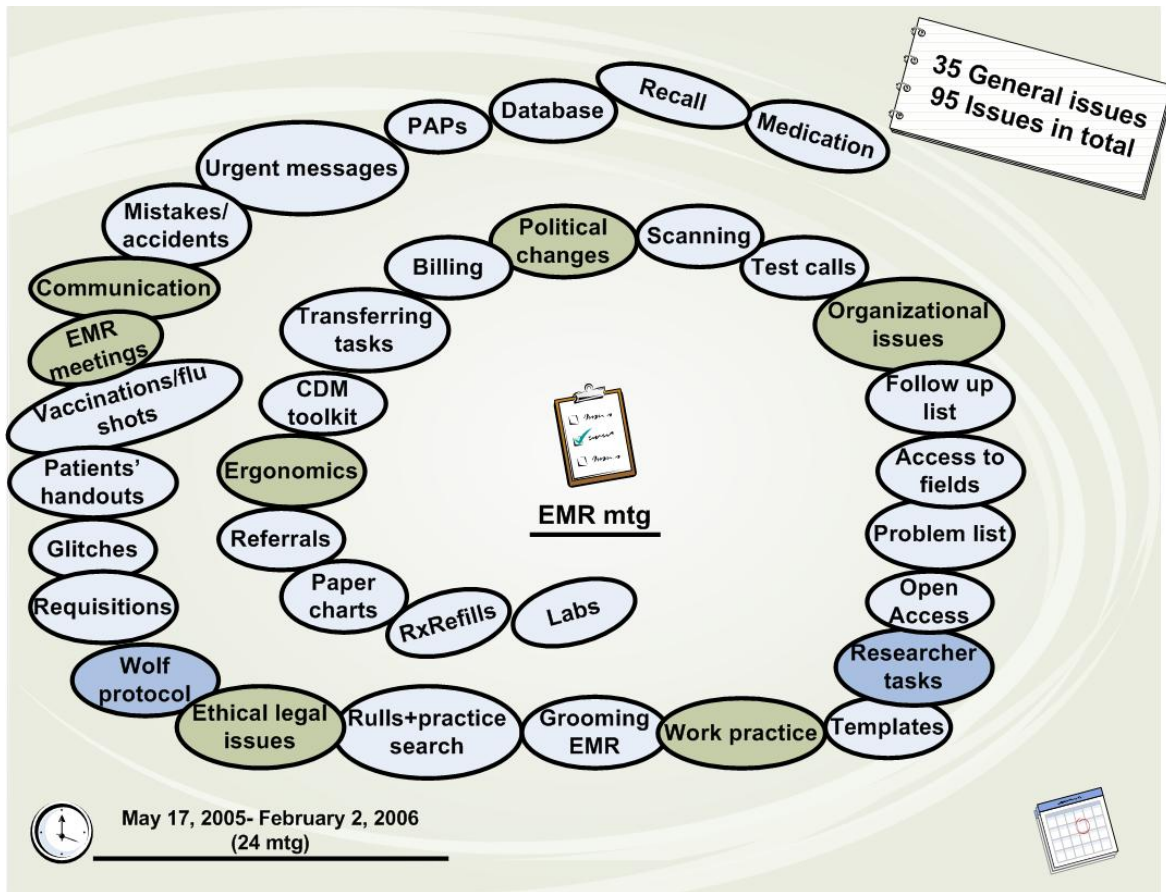 35 General issues
95 Issues in total
Recall
Database
Medication
PAPs
Urgent messages
Mistakes/
accidents
Communication
EMR
meetings
Vaccinations/flu
shots
Patients'
handouts
Glitches
Requisitions
Wolf
protocol
Ethical legal
issues
Rulls+practice
search
Grooming
EMR
Work practice
Templates
Researcher
tasks
Open
Access
Problem list
Access to
fields
Follow up
list
Organizational
issues
Test calls
Scanning
Political
changes
Billing
Transferring
tasks
CDM
toolkit
Ergonomics
Referrals
Paper
charts
RxRefills
Labs
EMR mtg
May 17, 2005- February 2, 2006
(24 mtg)